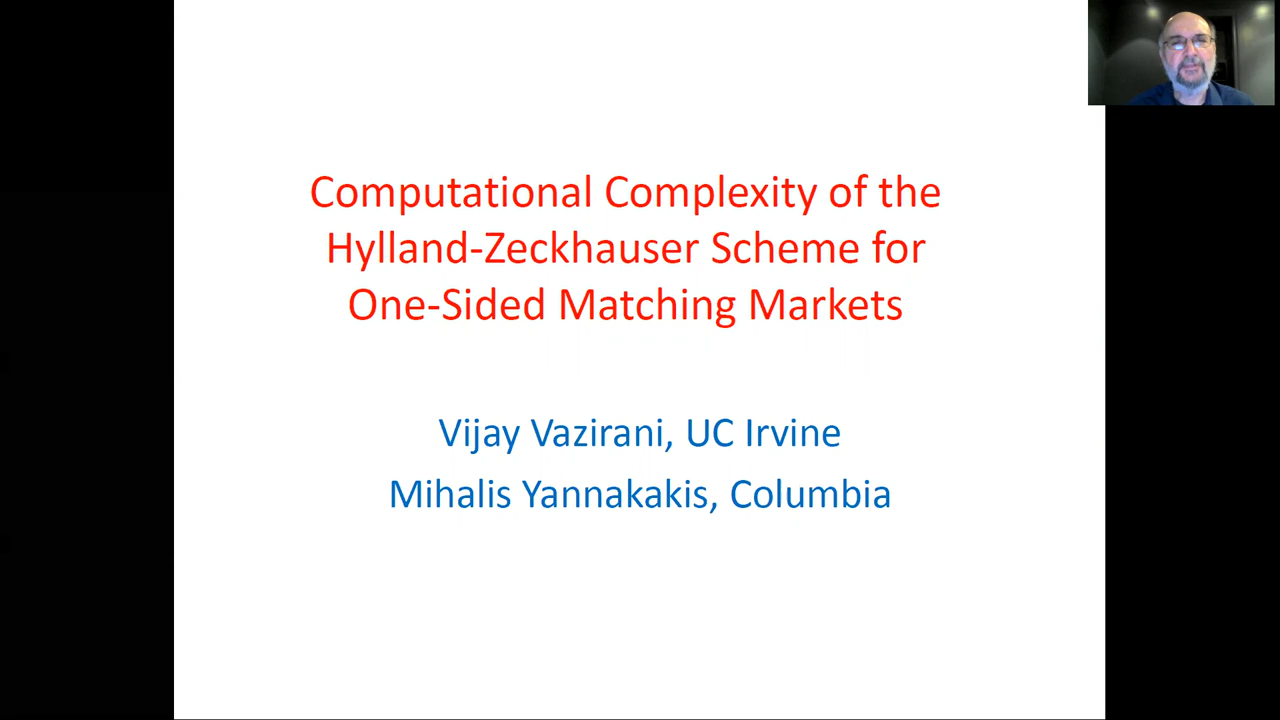 Computational Complexity of the
Hylland-Zeckhauser Scheme for
One-Sided Matching Markets
Vijay Vazirani, UC Irvine
Mihalis Yannakakis, Columbia